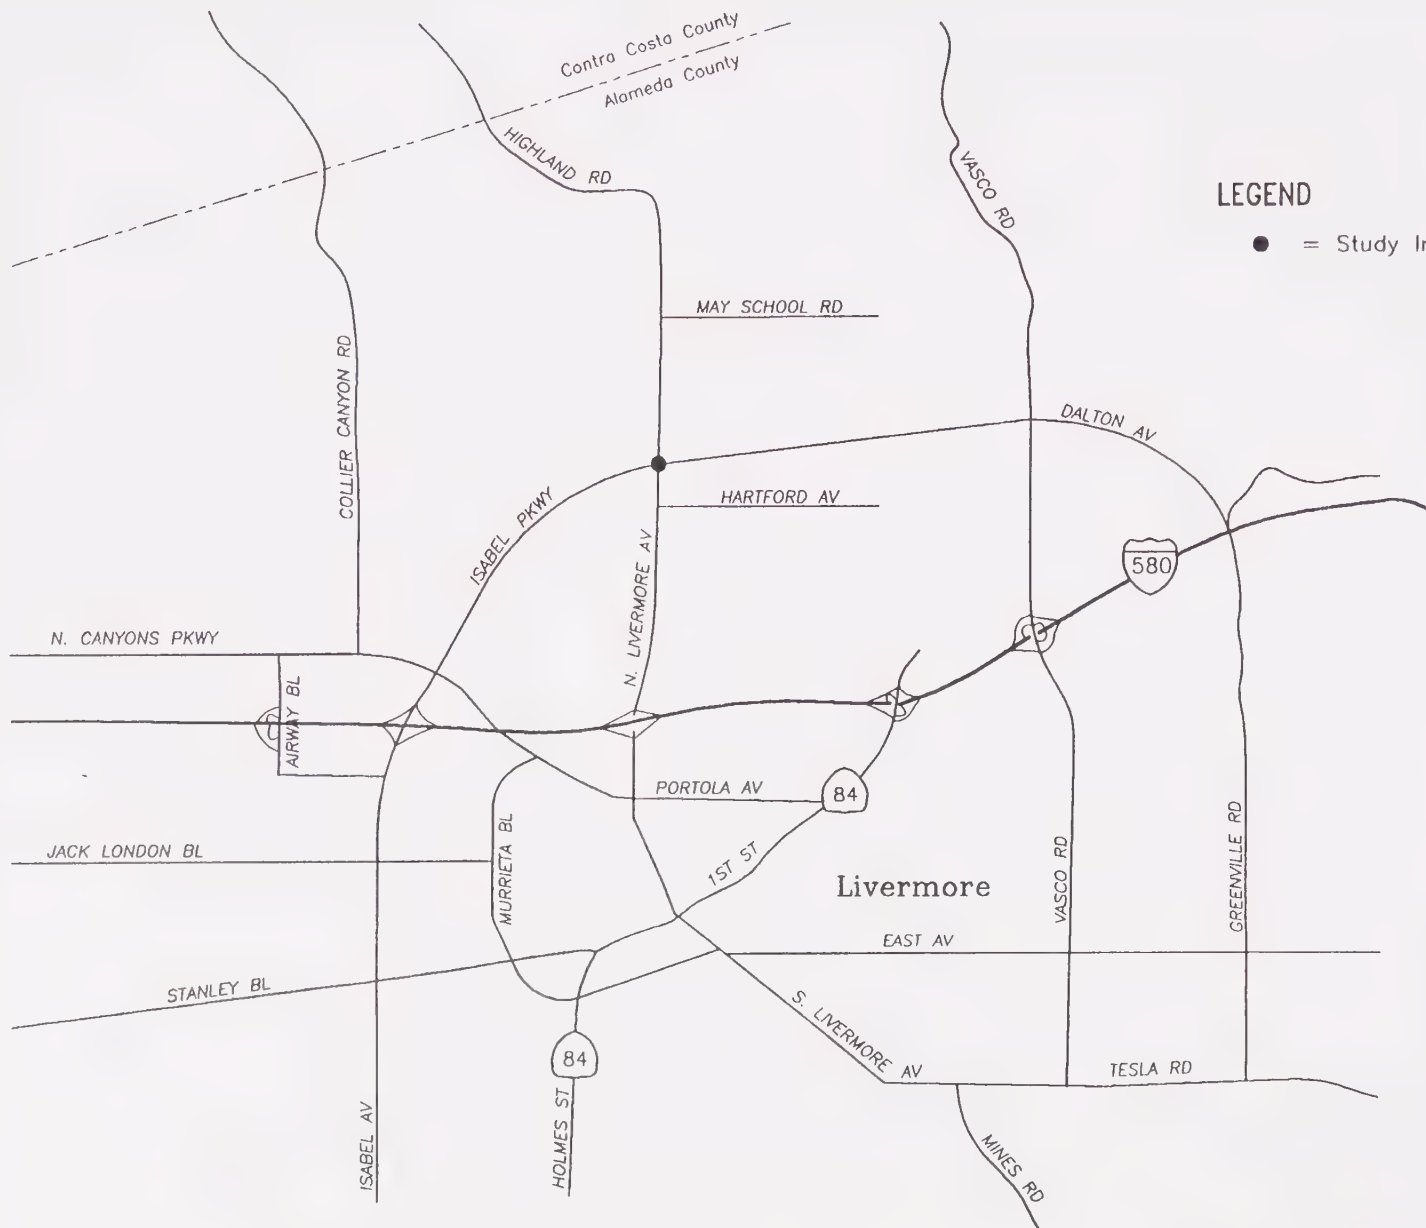 Contra Costa County
Alameda County
HIGHLAND RD
VASCO RD
LEGEND
= Study
MAY SCHOOL RD
COLLIER CANYON RD
DALTON AV
ISABEL PKWY
HARTFORD AV
N. LIVERMORE AV
580
N. CANYONS PKWY
AIRWAY BL
PORTOLA AV
84
MURRIETA BL
JACK LONDON BL
1ST ST
Livermore
VASCO RD
GREENVILLE RD
EAST AV
STANLEY BL
S. LIVERMORE AV
84
TESLA RD
ISABEL AV
HOLMES ST
MINES RD